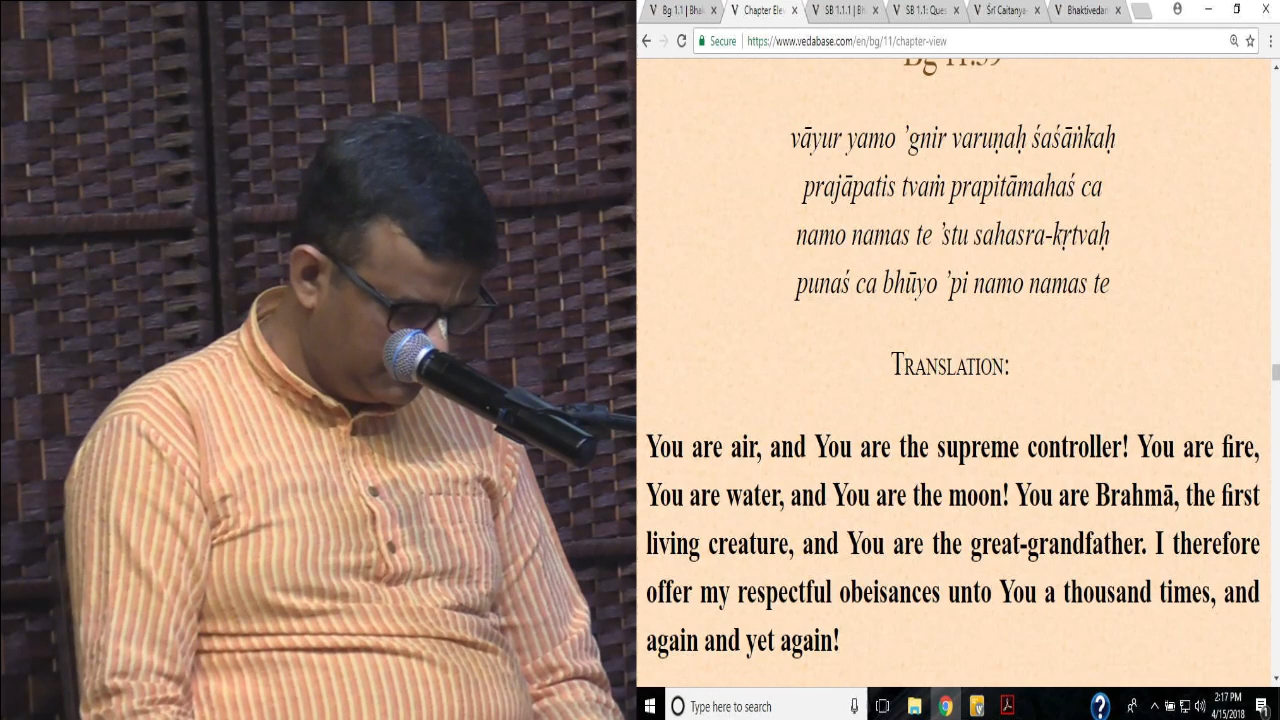 Bg 1.1 | Bha
Chapter Elev
SB 1.1.1 | Bh
SB 1.1: Ques
Śrī Caitanya-
Bhaktivedan
Secure | https://www.vedabase.com/en/bg/11/chapter-view
Bg 11.39
vāyur yamo ’gnir varuṇaḥ śaśāṅkaḥ
prajāpatis tvaṁ prapitāmahaś ca
namo namas te ’stu sahasra-kṛtvaḥ
punaś ca bhūyo ’pi namo namas te
Translation:
You are air, and You are the supreme controller! You are fire,
You are water, and You are the moon! You are Brahmā, the first
living creature, and You are the great-grandfather. I therefore
offer my respectful obeisances unto You a thousand times, and
again and yet again!
Type here to search
2:17 PM
4/15/2018